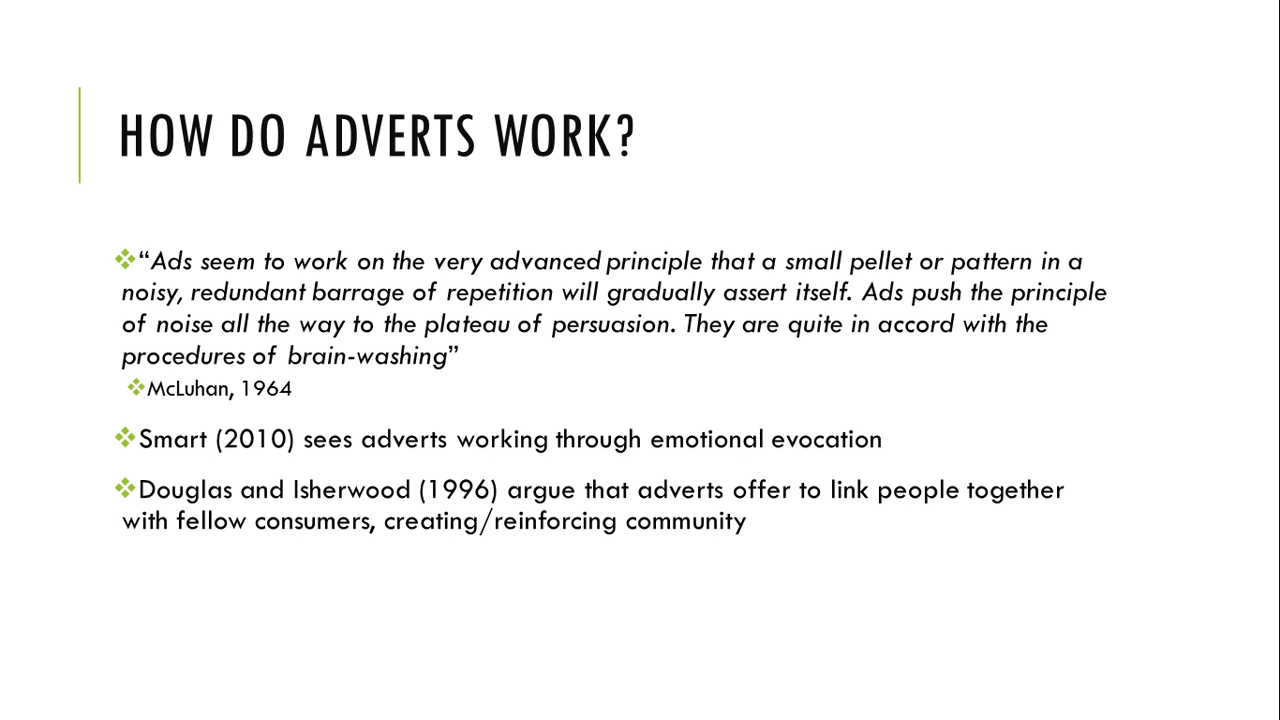 HOW DO ADVERTS WORK?
❖“Ads seem to work on the very advanced principle that a small pellet or pattern in a
noisy, redundant barrage of repetition will gradually assert itself. Ads push the principle
of noise all the way to the plateau of persuasion. They are quite in accord with the
procedures of brain-washing”
❖McLuhan, 1964
❖Smart (2010) sees adverts working through emotional evocation
❖Douglas and Isherwood (1996) argue that adverts offer to link people together
with fellow consumers, creating/reinforcing community